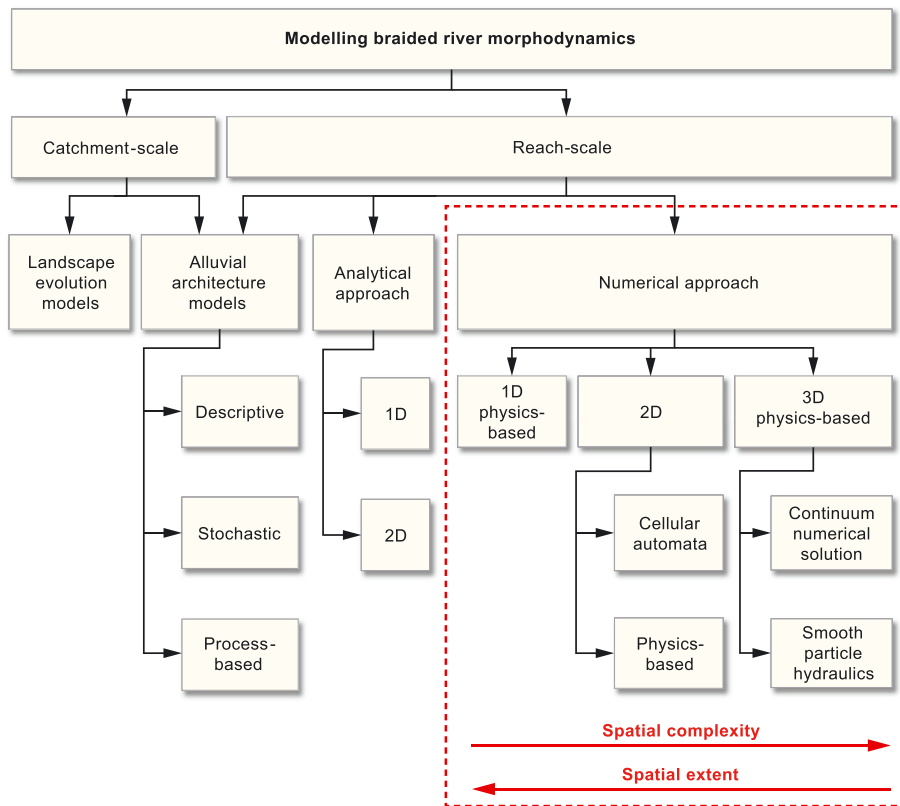 Modelling braided river morphodynamics
Catchment-scale
Reach-scale
Landscape
evolution
models
Alluvial
architecture
models
Analytical
approach
Numerical approach
Descriptive
Stochastic
Process-
based
1D
2D
1D
physics-
based
2D
3D
physics-based
Cellular
automata
Physics-
based
Continuum
numerical
solution
Smooth
particle
hydraulics
Spatial complexity
Spatial extent